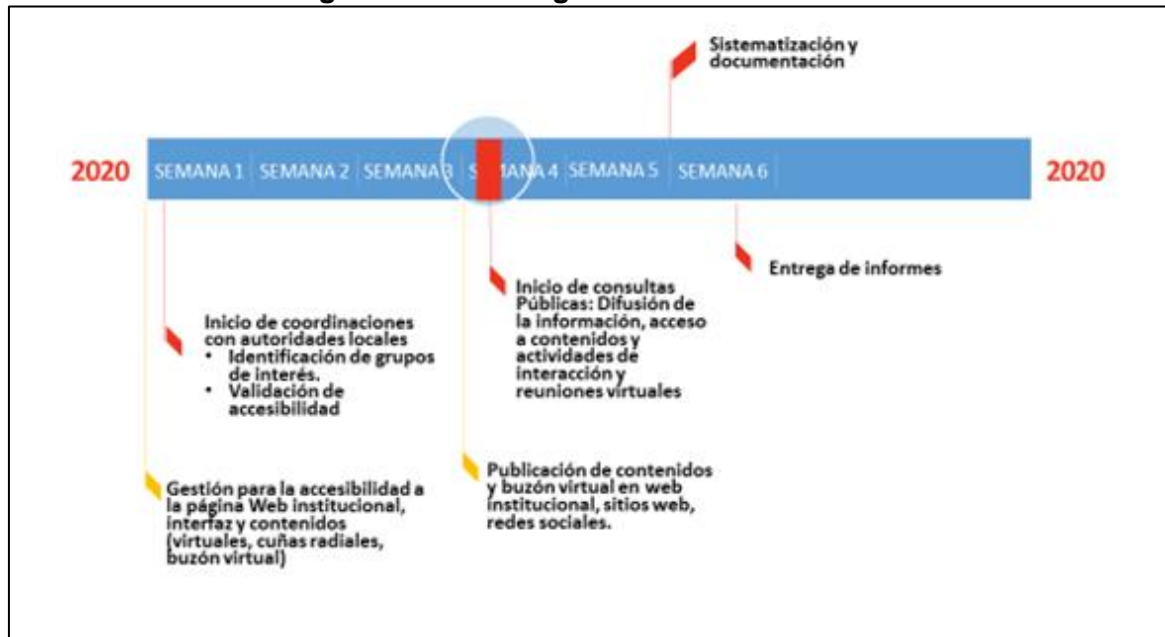 Sistematización y
documentación
2020
SEMANA 1
SEMANA 2
SEMANA 3
SEMANA 4
SEMANA 5
SEMANA 6
2020
Inicio de coordinaciones
con autoridades locales
• Identificación de grupos
de interés.
• Validación de
accesibilidad
Inicio de consultas
Públicas: Difusión de
la información, acceso
a contenidos y
actividades de
interacción y
reuniones virtuales
Entrega de informes
Gestión para la accesibilidad a
la página Web institucional,
interfaz y contenidos
(virtuales, cuñas radiales,
buzón virtual)
Publicación de contenidos
y buzón virtual en web
institucional, sitios web,
redes sociales.